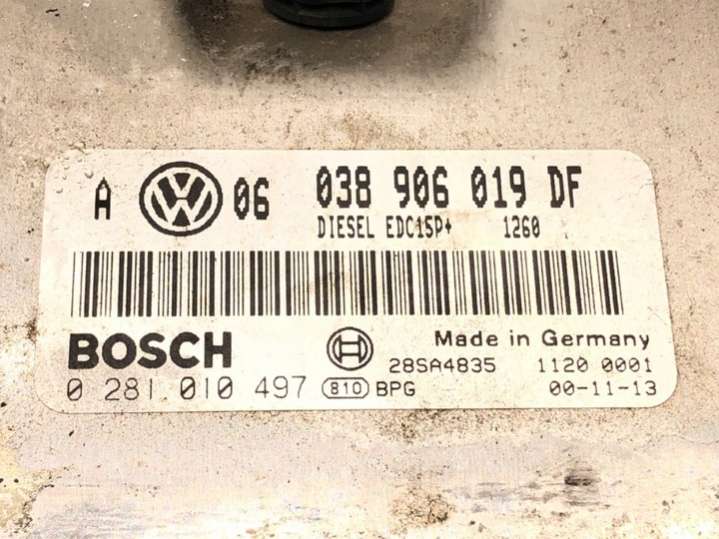 A VW 06 038 906 019 DF
DIESEL EDC15P+ 1260
BOSCH Made in Germany
28SA4835 1120 0001
0 281 010 497 810 BPG 00-11-13